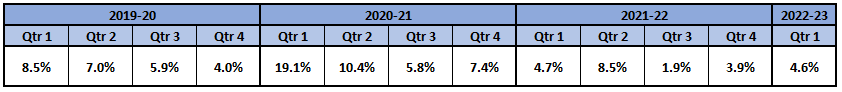 2019-20 2020-21 2021-22 2022-23
Qtr 1 Qtr 2 Qtr 3 Qtr 4 Qtr 1 Qtr 2 Qtr 3 Qtr 4 Qtr 1 Qtr 2 Qtr 3 Qtr 4 Qtr 1
8.5% 7.0% 5.9% 4.0% 19.1% 10.4% 5.8% 7.4% 4.7% 8.5% 1.9% 3.9% 4.6%